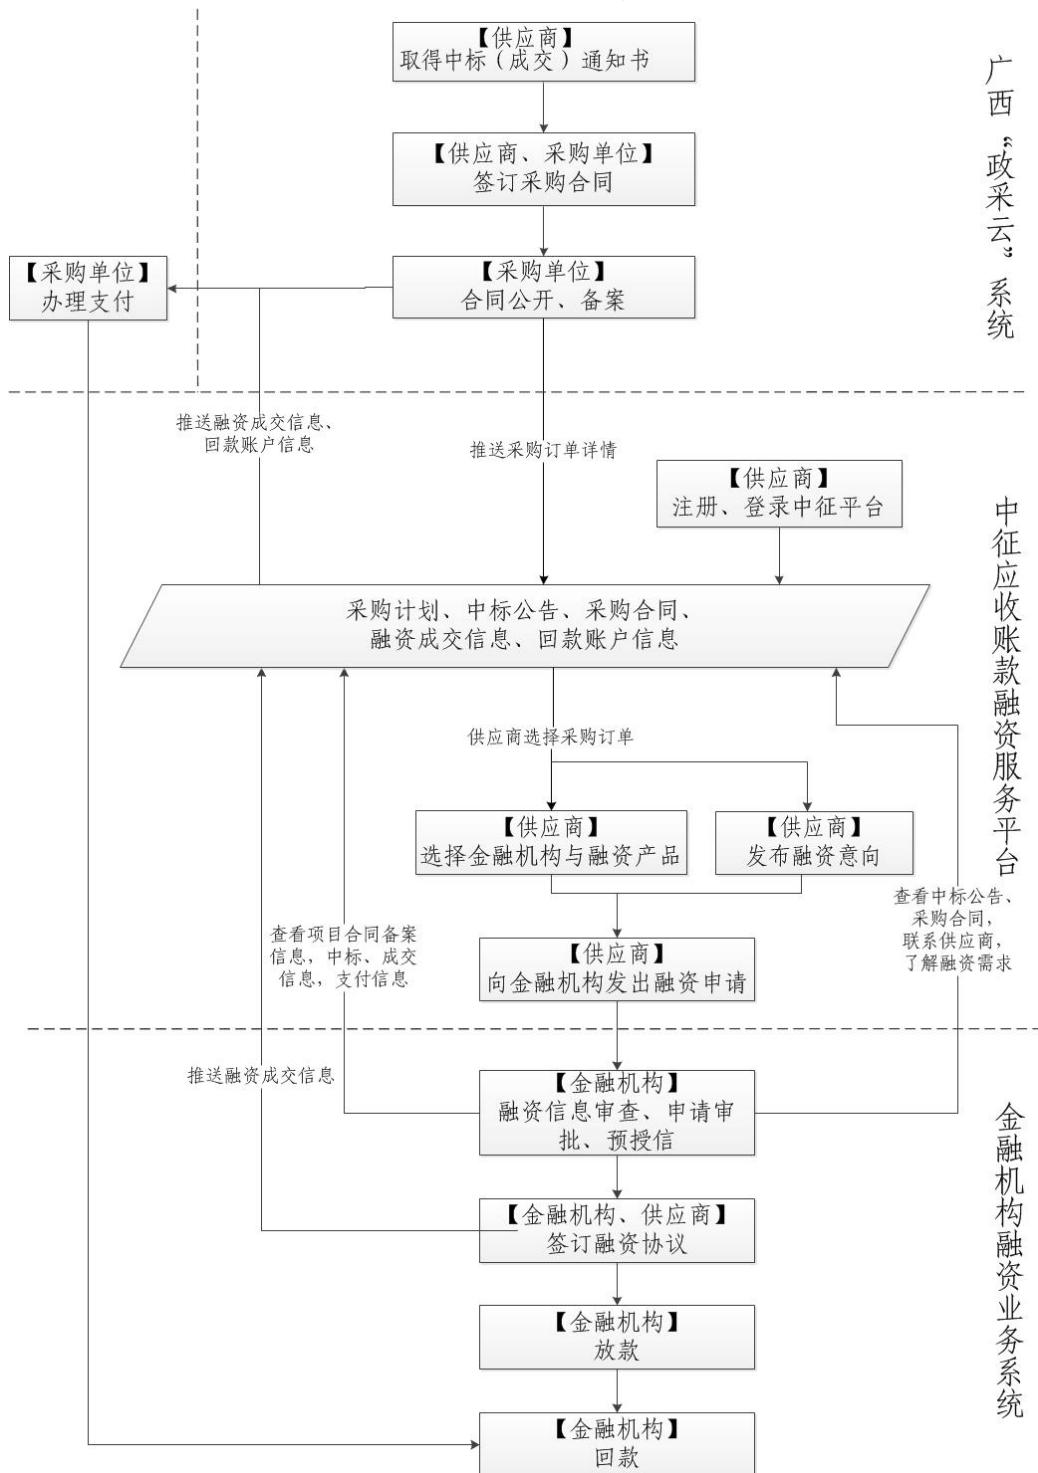 【供应商】
取得中标（成交）通知书
【供应商、采购单位】
签订采购合同
【采购单位】
合同公开、备案
【采购单位】
办理支付
广西“政采云”系统
推送融资成交信息、
回款账户信息
推送采购订单详情
【供应商】
注册、登录中征平台
采购计划、中标公告、采购合同、
融资成交信息、回款账户信息
供应商选择采购订单
【供应商】
选择金融机构与融资产品
【供应商】
发布融资意向
中征应收账款融资服务平台
查看中标公告、
采购合同，
联系供应商，
了解融资需求
查看项目合同备案
信息，中标、成交
信息，支付信息
【供应商】
向金融机构发出融资申请
推送融资成交信息
【金融机构】
融资信息审查、申请审
批、预授信
【金融机构、供应商】
签订融资协议
【金融机构】
放款
【金融机构】
回款
金融机构融资业务系统